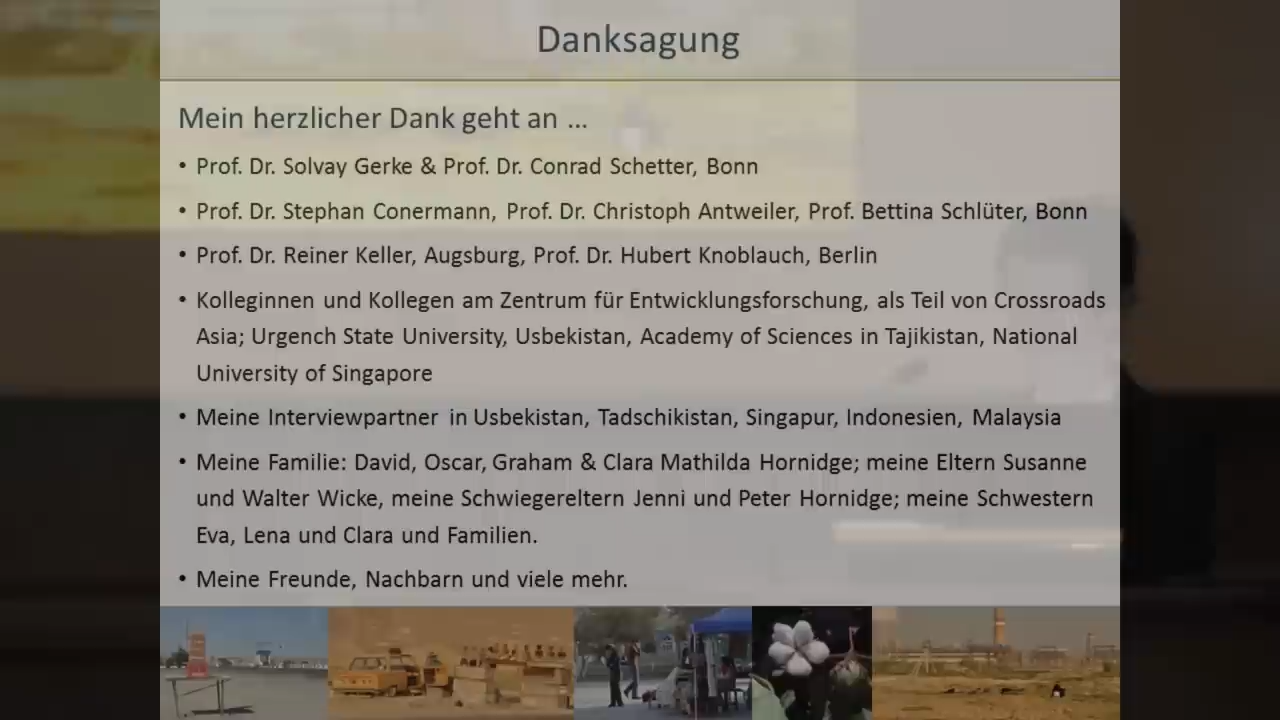 Danksagung
Mein herzlicher Dank geht an ...
• Prof. Dr. Solvay Gerke & Prof. Dr. Conrad Schetter, Bonn
• Prof. Dr. Stephan Conermann, Prof. Dr. Christoph Antweiler, Prof. Bettina Schlüter, Bonn
• Prof. Dr. Reiner Keller, Augsburg, Prof. Dr. Hubert Knoblauch, Berlin
• Kolleginnen und Kollegen am Zentrum für Entwicklungsforschung, als Teil von Crossroads
Asia; Urgench State University, Usbekistan, Academy of Sciences in Tajikistan, National
University of Singapore
• Meine Interviewpartner in Usbekistan, Tadschikistan, Singapur, Indonesien, Malaysia
• Meine Familie: David, Oscar, Graham & Clara Mathilda Hornidge; meine Eltern Susanne
und Walter Wicke, meine Schwiegereltern Jenni und Peter Hornidge; meine Schwestern
Eva, Lena und Clara und Familien.
• Meine Freunde, Nachbarn und viele mehr.